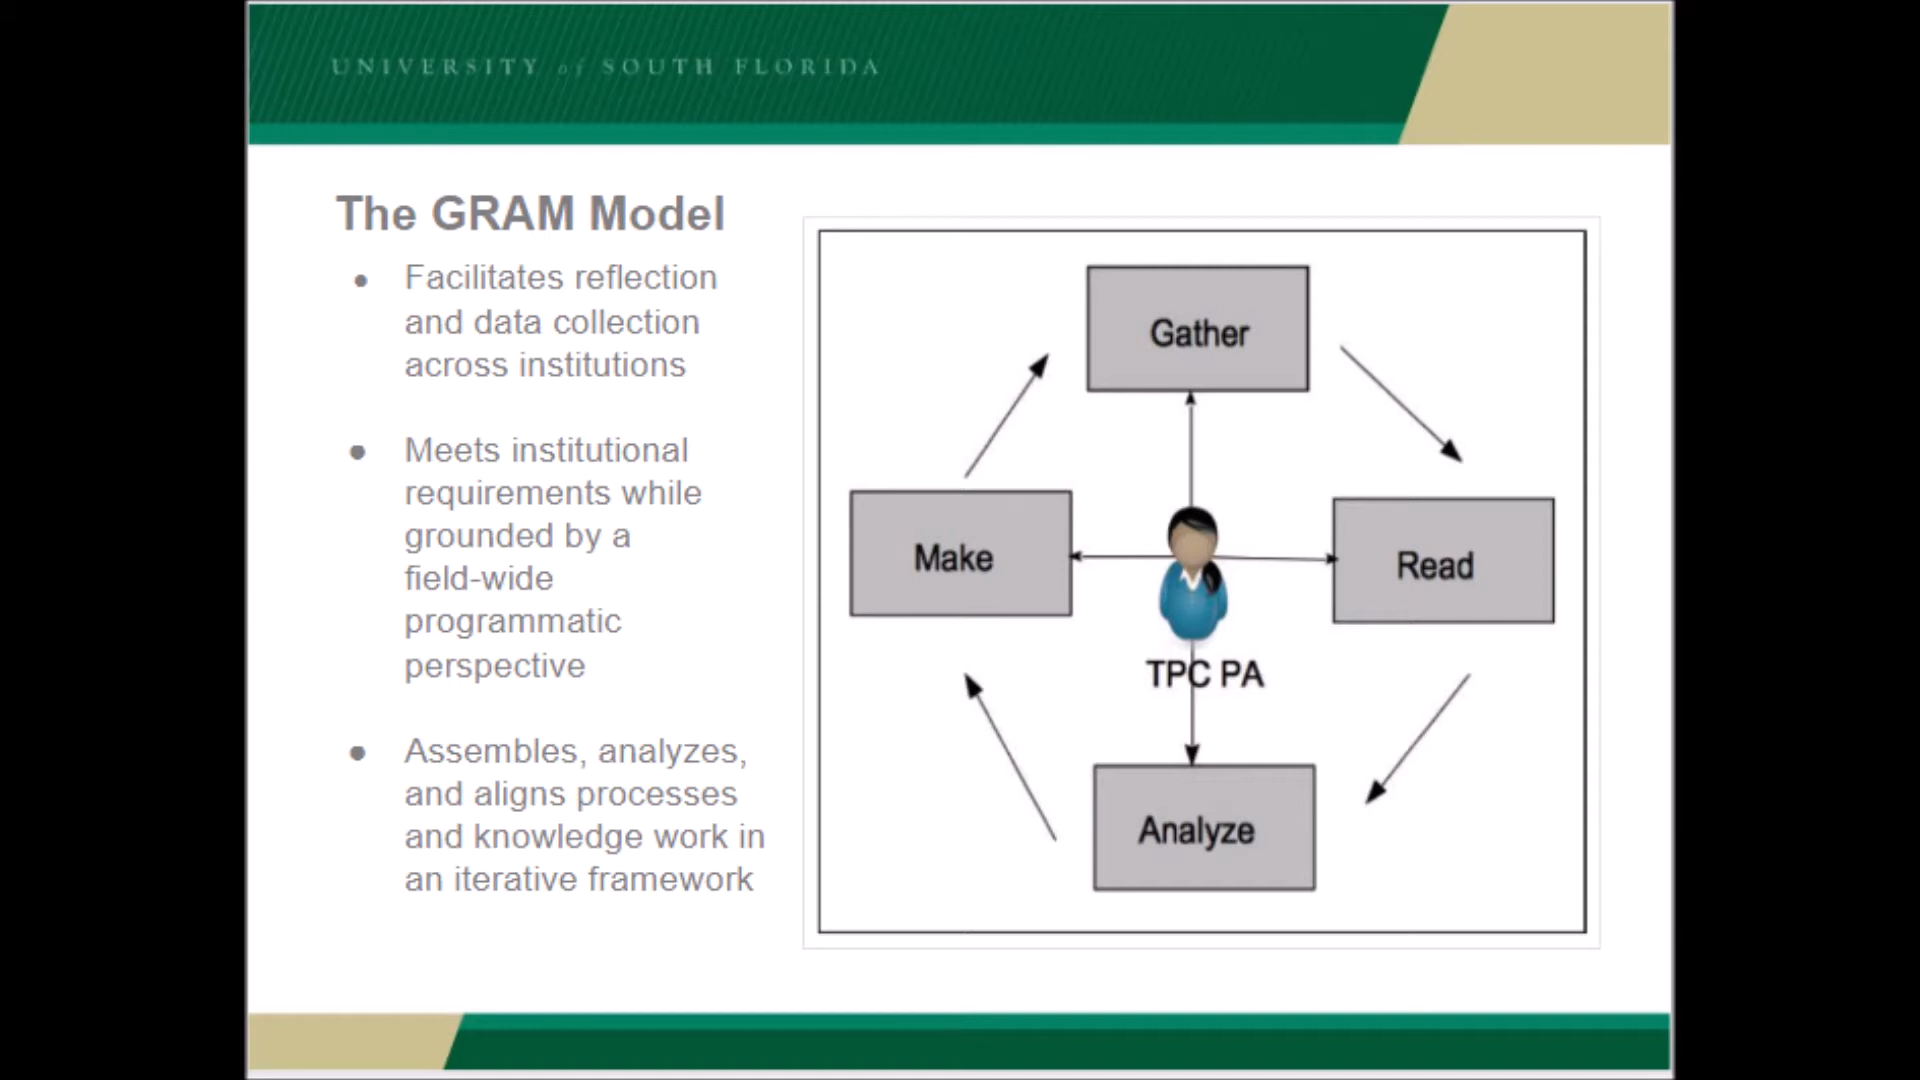 UNIVERSITY of SOUTH FLORIDA
The GRAM Model
● Facilitates reflection
and data collection
across institutions
● Meets institutional
requirements while
grounded by a
field-wide
programmatic
perspective
● Assembles, analyzes,
and aligns processes
and knowledge work in
an iterative framework
Gather
Make
Read
TPC PA
Analyze